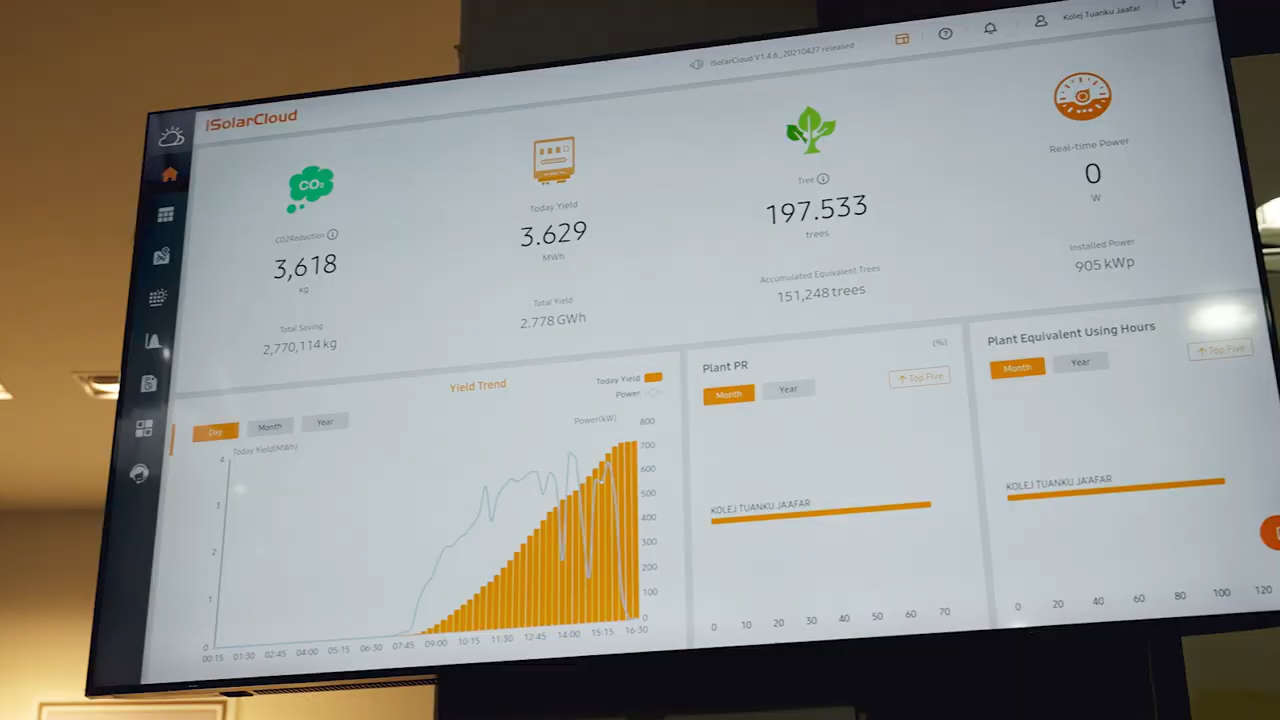 iSolarCloud
iSolarCloud V1.4.6_20210427 released
Kolej Tuanku Jaafar
CO2
CO2Reduction
3,618
kg
Total Saving
2,770,114 kg
Today Yield
3.629
MWh
Total Yield
2.778 GWh
Tree
197.533
trees
Accumulated Equivalent Trees
151,248 trees
Real-time Power
0
W
Installed Power
905 kWp
Yield Trend
Today Yield
Power
Day
Month
Year
Today Yield(MWh)
Power(kW)
4
3
2
1
0
800
700
600
500
400
300
200
100
0
00:15 01:30 02:45 04:00 05:15 06:30 07:45 09:00 10:15 11:30 12:45 14:00 15:15 16:30
Plant PR
(%)
Month
Year
Top Five
KOLEJ TUANKU JA'AFAR
0 10 20 30 40 50 60 70
Plant Equivalent Using Hours
Month
Year
Top Five
KOLEJ TUANKU JA'AFAR
0 20 40 60 80 100 120